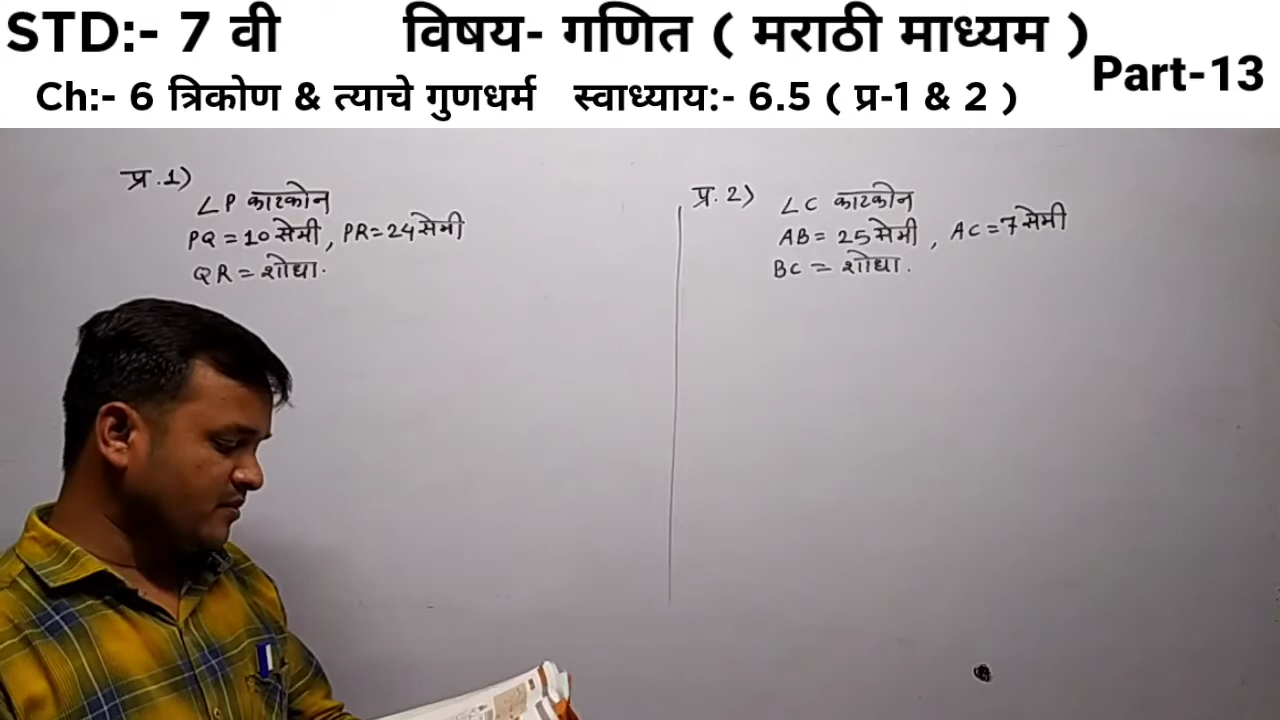 STD:- 7 वी विषय- गणित ( मराठी माध्यम )
Part-13
Ch:- 6 त्रिकोण & त्याचे गुणधर्म स्वाध्याय:- 6.5 ( प्र-1 & 2 )
प्र.1)
∠P काटकोन
PQ = 10 सेमी, PR = 24 सेमी
QR = शोधा.
प्र. 2)
∠C काटकोन
AB = 25 सेमी, AC = 7 सेमी
BC = शोधा.